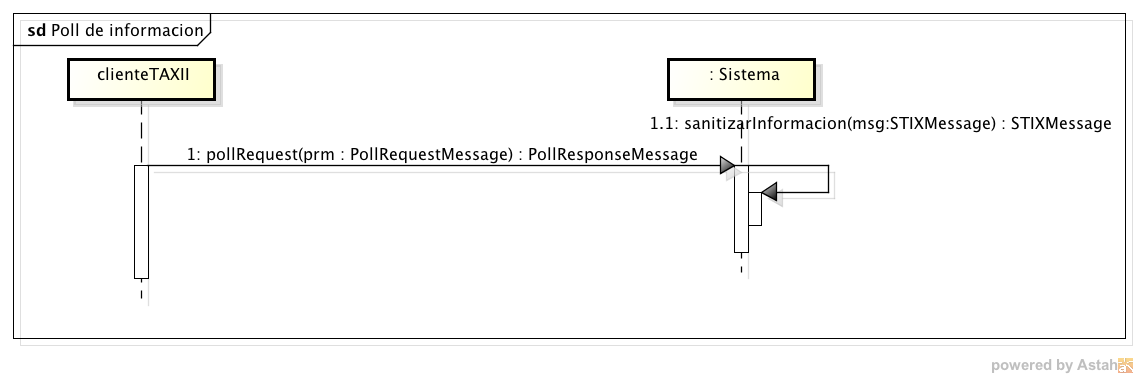 sd Poll de informacion
clienteTAXII
: Sistema
1.1: sanitizarInformacion(msg:STIXMessage) : STIXMessage
1: pollRequest(prm : PollRequestMessage) : PollResponseMessage
powered by Astah